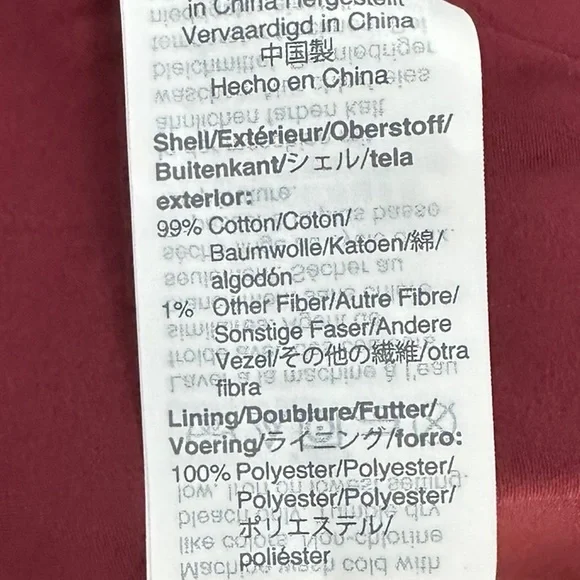 in China Hergestellt
Vervaardigd in China
中国製
Hecho en China
Shell/Extérieur/Oberstoff/
Buitenkant/シェル/tela
exterior:
99% Cotton/Coton/
Baumwolle/Katoen/綿/
algodón
1% Other Fiber/Autre Fibre/
Sonstige Faser/Andere
Vezel/その他の繊維/otra
fibra
Lining/Doublure/Futter/
Voering/ライニング/forro:
100% Polyester/Polyester/
Polyester/Polyester/
ポリエステル/
poliéster